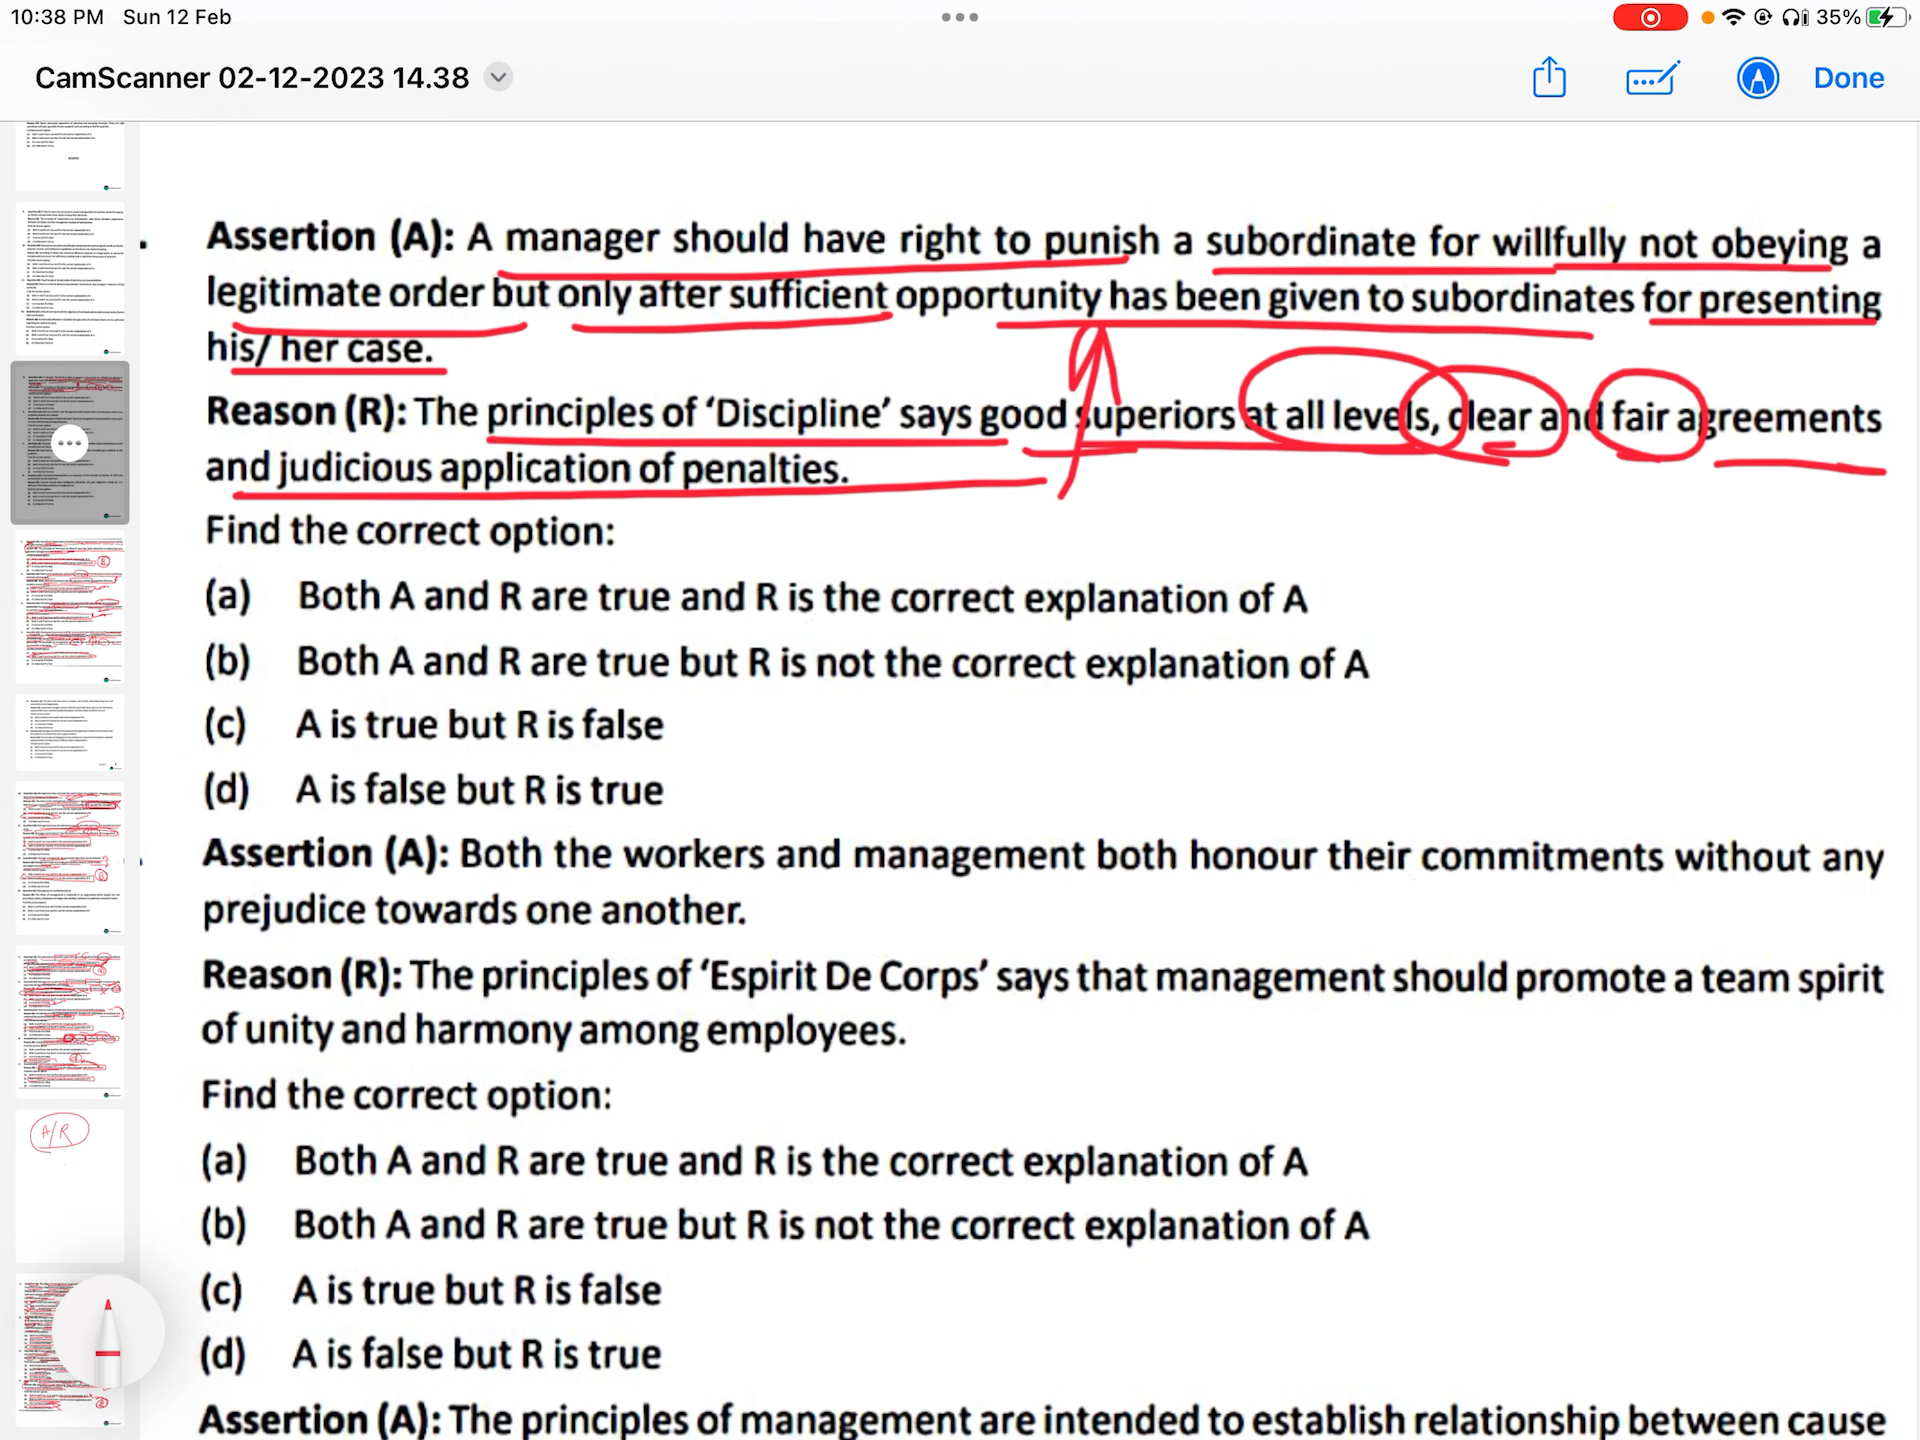 10:38 PM Sun 12 Feb
35%
CamScanner 02-12-2023 14.38
Done
Assertion (A): A manager should have right to punish a subordinate for willfully not obeying a
legitimate order but only after sufficient opportunity has been given to subordinates for presenting
his/ her case.
Reason (R): The principles of ‘Discipline’ says good superiors at all levels, clear and fair agreements
and judicious application of penalties.
Find the correct option:
(a) Both A and R are true and R is the correct explanation of A
(b) Both A and R are true but R is not the correct explanation of A
(c) A is true but R is false
(d) A is false but R is true
Assertion (A): Both the workers and management both honour their commitments without any
prejudice towards one another.
Reason (R): The principles of ‘Espirit De Corps’ says that management should promote a team spirit
of unity and harmony among employees.
Find the correct option:
(a) Both A and R are true and R is the correct explanation of A
(b) Both A and R are true but R is not the correct explanation of A
(c) A is true but R is false
(d) A is false but R is true
Assertion (A): The principles of management are intended to establish relationship between cause
A/R